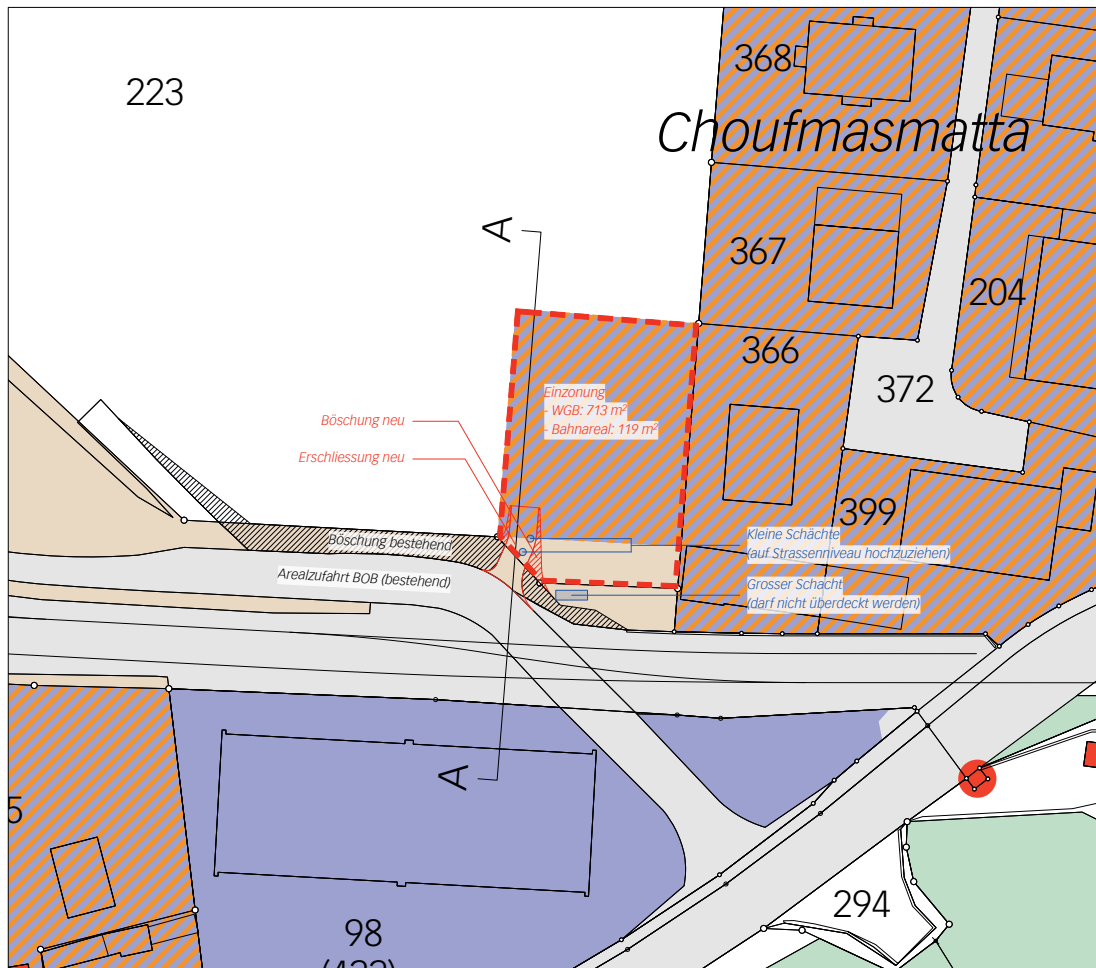 223
368
Choufmasmatta
A
367
204
366
372
Einzonung
- WGB: 713 m²
- Bahnareal: 119 m²
Böschung neu
Erschliessung neu
399
Böschung bestehend
Kleine Schächte
(auf Strassenniveau hochzuziehen)
Arealzufahrt BOB (bestehend)
Grosser Schacht
(darf nicht überdeckt werden)
A
5
294
98